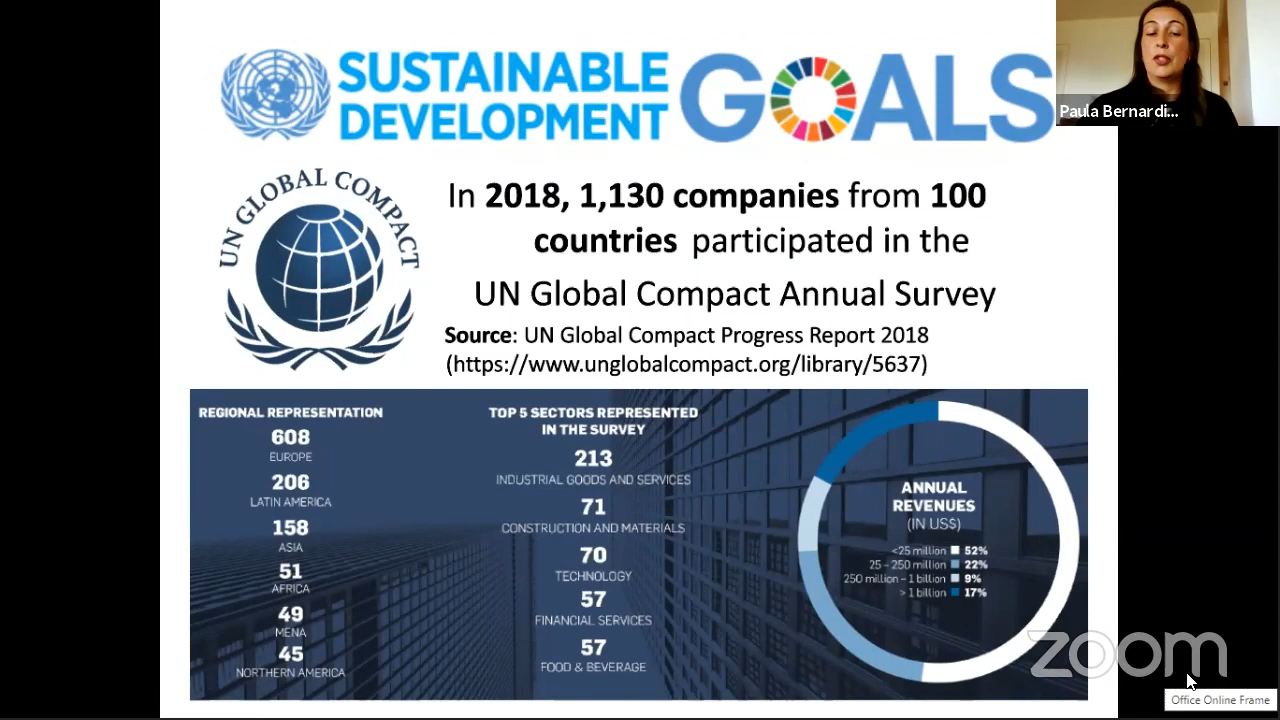 SUSTAINABLE
DEVELOPMENT
GOALS
Paula Bernardi...
UN GLOBAL COMPACT
In 2018, 1,130 companies from 100
countries participated in the
UN Global Compact Annual Survey
Source: UN Global Compact Progress Report 2018
(https://www.unglobalcompact.org/library/5637)
REGIONAL REPRESENTATION
608
EUROPE
206
LATIN AMERICA
158
ASIA
51
AFRICA
49
MENA
45
NORTHERN AMERICA
TOP 5 SECTORS REPRESENTED
IN THE SURVEY
213
INDUSTRIAL GOODS AND SERVICES
71
CONSTRUCTION AND MATERIALS
70
TECHNOLOGY
57
FINANCIAL SERVICES
57
FOOD & BEVERAGE
ANNUAL
REVENUES
(IN US$)
<25 million 52%
25 – 250 million 22%
250 million – 1 billion 9%
> 1 billion 17%
zoom
Office Online Frame